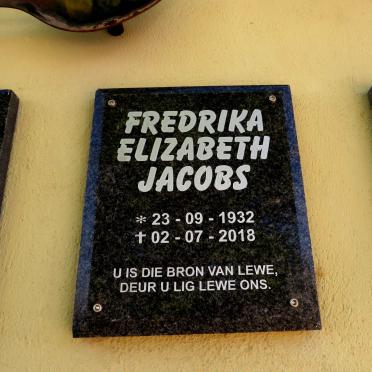 FREDRIKA
ELIZABETH
JACOBS
* 23 - 09 - 1932
✝ 02 - 07 - 2018
U IS DIE BRON VAN LEWE,
DEUR U LIG LEWE ONS.